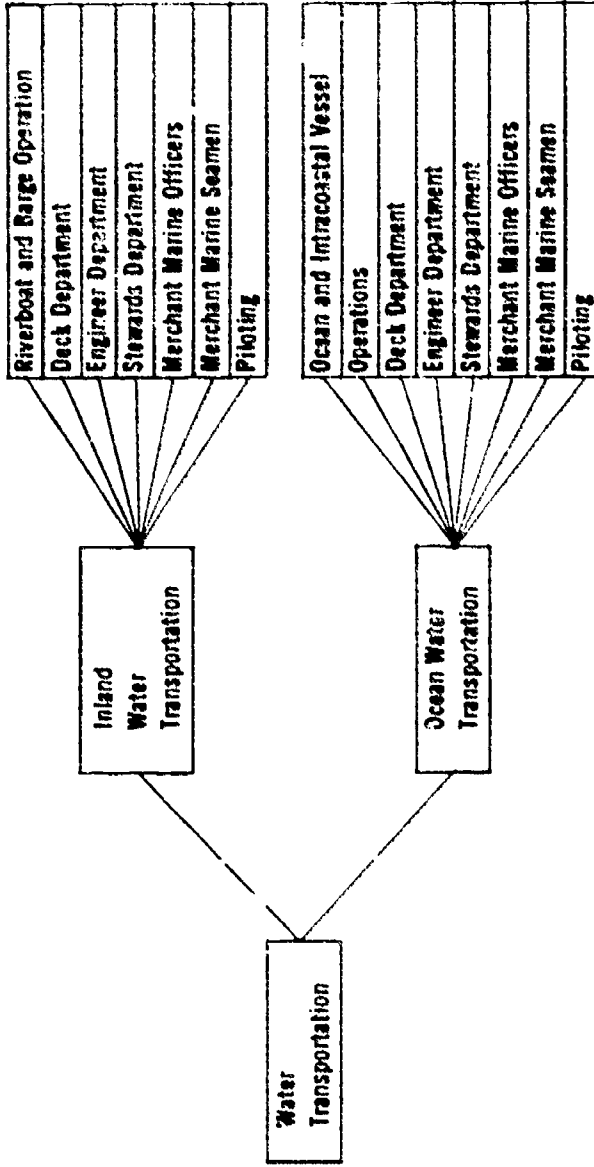 Water
Transportation
Inland
Water
Transportation
Riverboat and Barge Operation
Deck Department
Engineer Department
Stewards Department
Merchant Marine Officers
Merchant Marine Seamen
Piloting
Ocean Water
Transportation
Ocean and Intracoastal Vessel
Operations
Deck Department
Engineer Department
Stewards Department
Merchant Marine Officers
Merchant Marine Seamen
Piloting